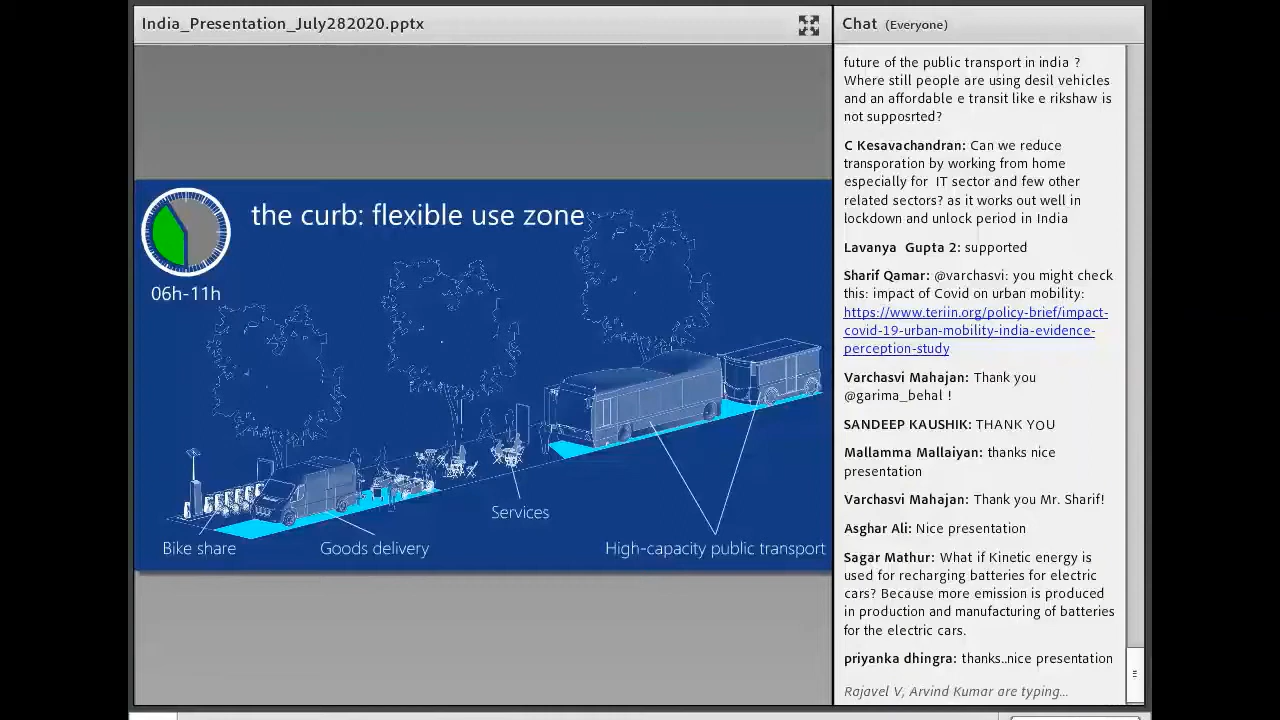 India_Presentation_July282020.pptx
the curb: flexible use zone
06h-11h
Services
Bike share
Goods delivery
High-capacity public transport
Chat (Everyone)
future of the public transport in india ?
Where still people are using desil vehicles
and an affordable e transit like e rikshaw is
not supposrted?
C Kesavachandran: Can we reduce
transporation by working from home
especially for IT sector and few other
related sectors? as it works out well in
lockdown and unlock period in India
Lavanya Gupta 2: supported
Sharif Qamar: @varchasvi: you might check
this: impact of Covid on urban mobility:
https://www.teriin.org/policy-brief/impact-
covid-19-urban-mobility-india-evidence-
perception-study
Varchasvi Mahajan: Thank you
@garima_behal !
SANDEEP KAUSHIK: THANK YOU
Mallamma Mallaiyan: thanks nice
presentation
Varchasvi Mahajan: Thank you Mr. Sharif!
Asghar Ali: Nice presentation
Sagar Mathur: What if Kinetic energy is
used for recharging batteries for electric
cars? Because more emission is produced
in production and manufacturing of batteries
for the electric cars.
priyanka dhingra: thanks..nice presentation
Rajavel V, Arvind Kumar are typing...